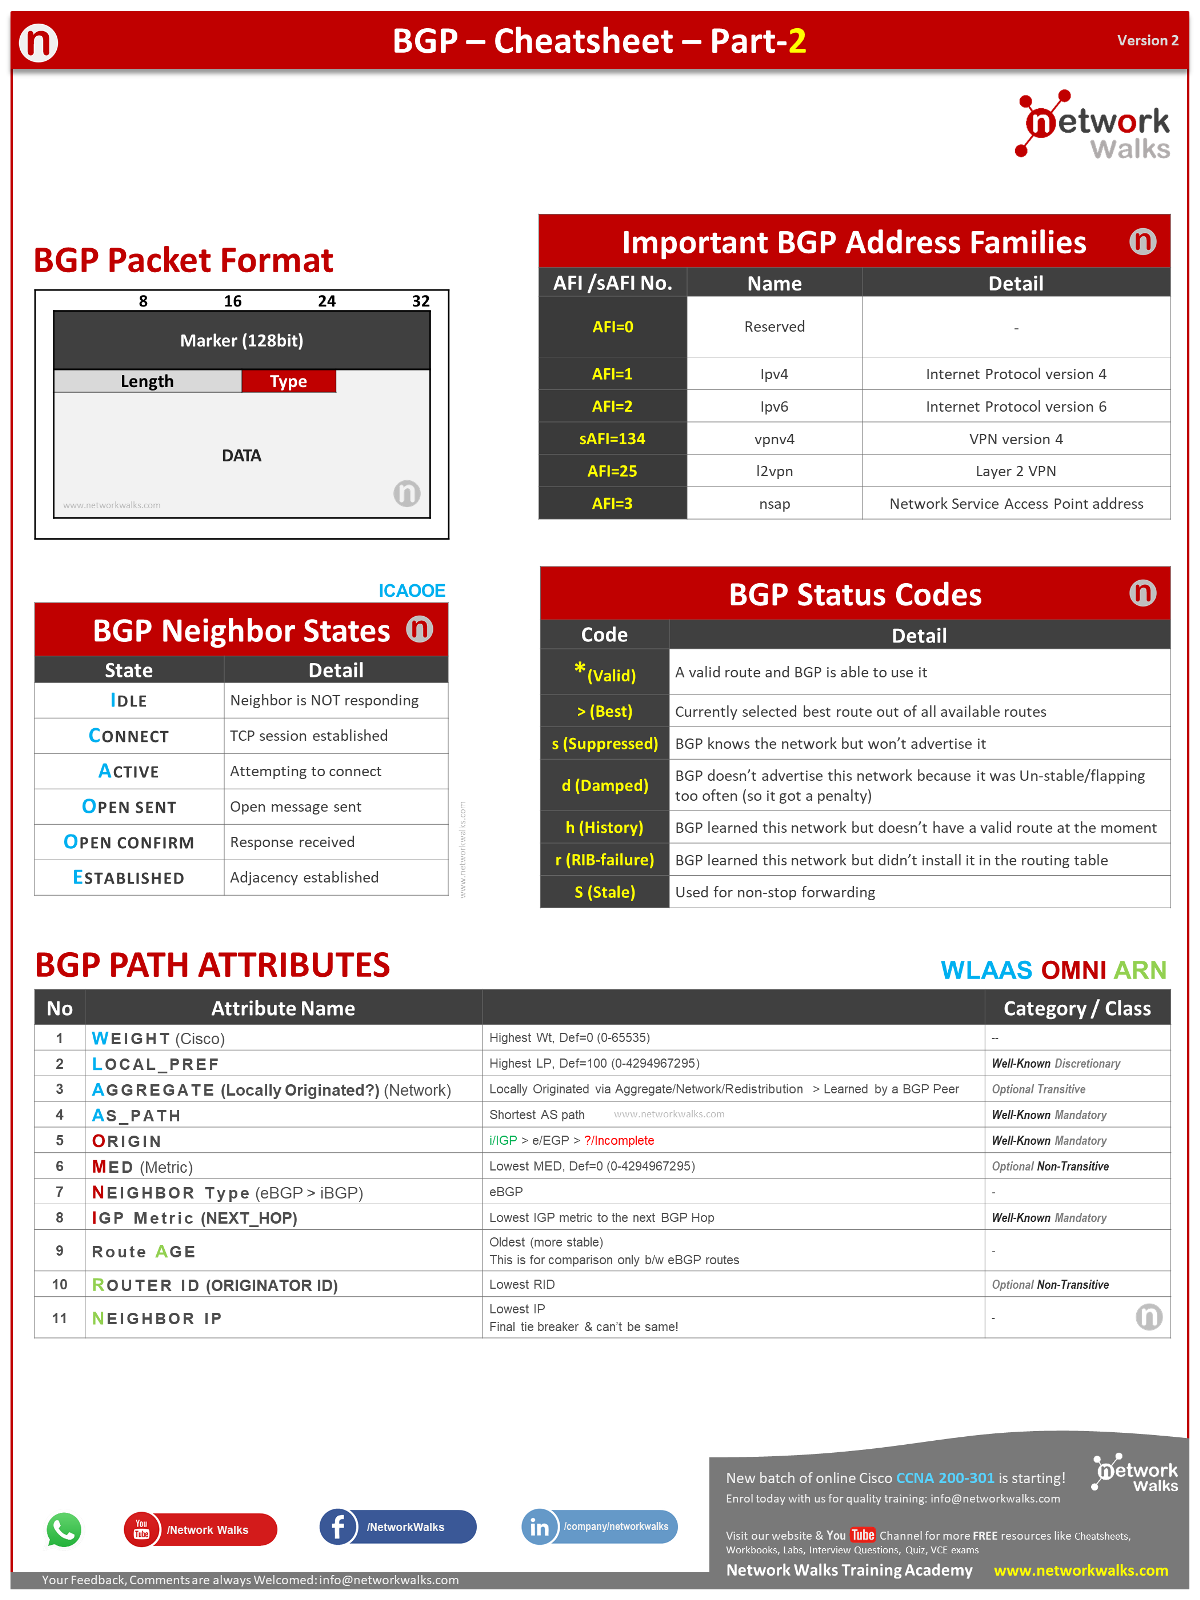 n
BGP – Cheatsheet – Part-2
Version 2
network
Walks
BGP Packet Format
8 16 24 32
Marker (128bit)
Length Type
DATA
www.networkwalks.com
n
Important BGP Address Families n
AFI /sAFI No. Name Detail
AFI=0 Reserved -
AFI=1 Ipv4 Internet Protocol version 4
AFI=2 Ipv6 Internet Protocol version 6
sAFI=134 vpnv4 VPN version 4
AFI=25 l2vpn Layer 2 VPN
AFI=3 nsap Network Service Access Point address
ICAOOE
BGP Neighbor States n
State Detail
IDLE Neighbor is NOT responding
CONNECT TCP session established
ACTIVE Attempting to connect
OPEN SENT Open message sent
OPEN CONFIRM Response received
ESTABLISHED Adjacency established
www.networkwalks.com
BGP Status Codes n
Code Detail
*(Valid) A valid route and BGP is able to use it
> (Best) Currently selected best route out of all available routes
s (Suppressed) BGP knows the network but won't advertise it
d (Damped) BGP doesn't advertise this network because it was Un-stable/flapping
too often (so it got a penalty)
h (History) BGP learned this network but doesn't have a valid route at the moment
r (RIB-failure) BGP learned this network but didn't install it in the routing table
S (Stale) Used for non-stop forwarding
BGP PATH ATTRIBUTES
WLAAS OMNI ARN
No Attribute Name Category / Class
1 WEIGHT (Cisco) Highest Wt, Def=0 (0-65535) --
2 LOCAL_PREF Highest LP, Def=100 (0-4294967295) Well-Known Discretionary
3 AGGREGATE (Locally Originated?) (Network) Locally Originated via Aggregate/Network/Redistribution > Learned by a BGP Peer Optional Transitive
4 AS_PATH Shortest AS path www.networkwalks.com Well-Known Mandatory
5 ORIGIN i/IGP > e/EGP > ?/Incomplete Well-Known Mandatory
6 MED (Metric) Lowest MED, Def=0 (0-4294967295) Optional Non-Transitive
7 NEIGHBOR Type (eBGP > iBGP) eBGP -
8 IGP Metric (NEXT_HOP) Lowest IGP metric to the next BGP Hop Well-Known Mandatory
9 Route AGE Oldest (more stable) -
This is for comparison only b/w eBGP routes
10 ROUTER ID (ORIGINATOR ID) Lowest RID Optional Non-Transitive
11 NEIGHBOR IP Lowest IP -
Final tie breaker & can't be same!
n
You Tube /Network Walks
f /NetworkWalks
in /company/networkwalks
New batch of online Cisco CCNA 200-301 is starting!
Enrol today with us for quality training: info@networkwalks.com
network
Walks
Visit our website & You Tube Channel for more FREE resources like Cheatsheets,
Workbooks, Labs, Interview Questions, Quiz, VCE exams
Network Walks Training Academy www.networkwalks.com
Your Feedback, Comments are always Welcomed: info@networkwalks.com